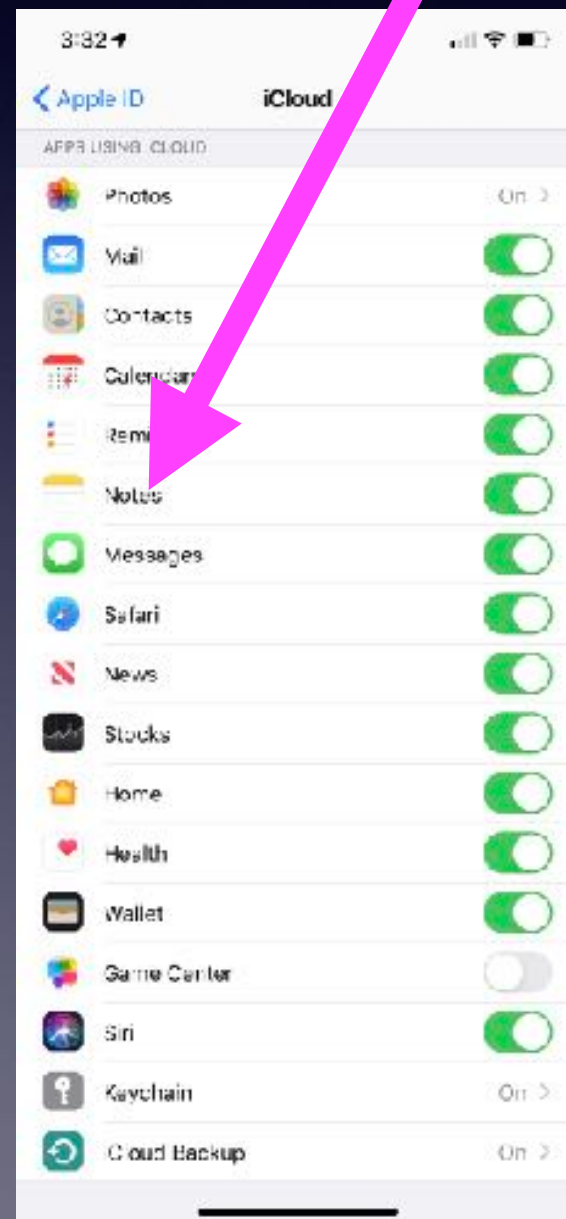 3:32
Apple ID
iCloud
APPS USING ICLOUD
Photos On
Mail
Contacts
Calendars
Notes
Messages
Safari
News
Stocks
Home
Health
Wallet
Game Center
Siri
Keychain On
iCloud Backup On